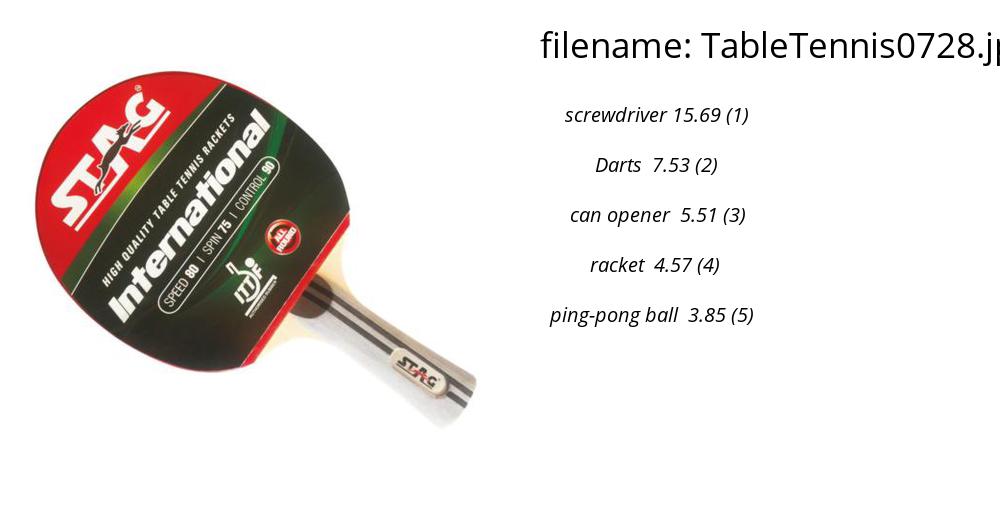 STAG®
HIGH QUALITY TABLE TENNIS RACKETS
International
SPEED 80 | SPIN 75 | CONTROL 90
ALL ROUND
ITTF
STAG
filename: TableTennis0728.jp
screwdriver 15.69 (1)
Darts 7.53 (2)
can opener 5.51 (3)
racket 4.57 (4)
ping-pong ball 3.85 (5)